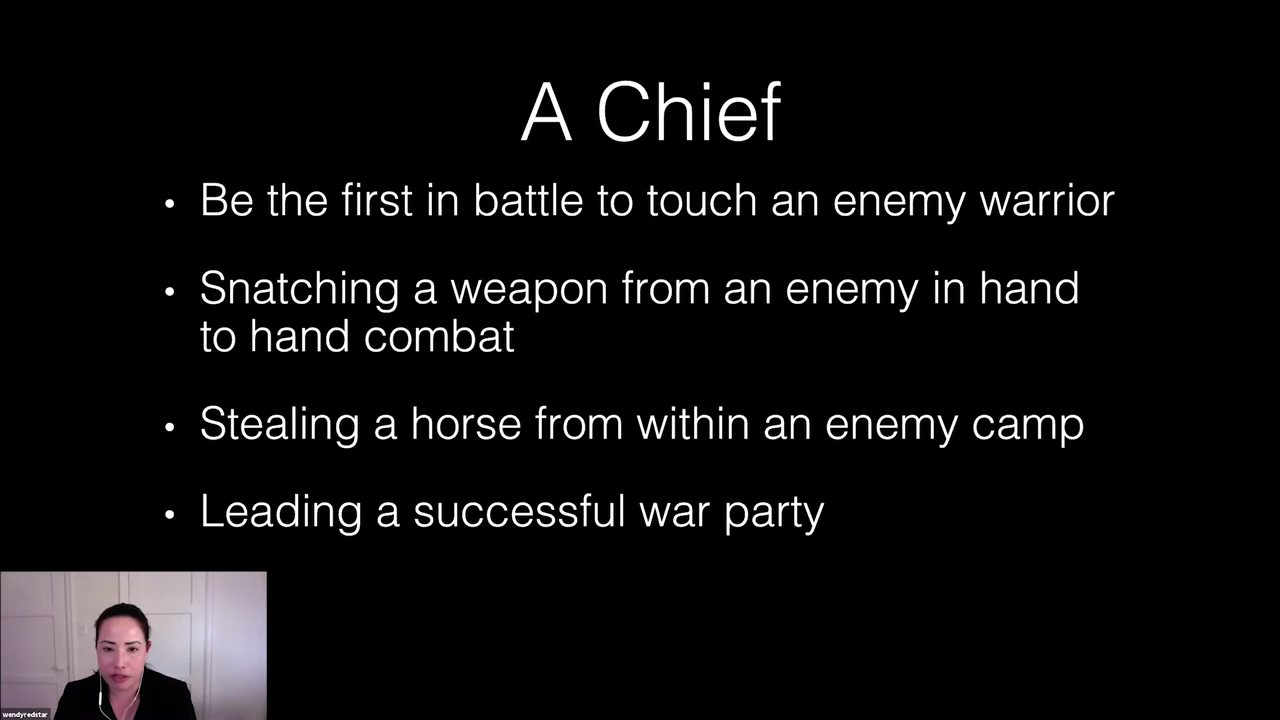 A Chief
• Be the first in battle to touch an enemy warrior
• Snatching a weapon from an enemy in hand
to hand combat
• Stealing a horse from within an enemy camp
• Leading a successful war party
wendyredstar